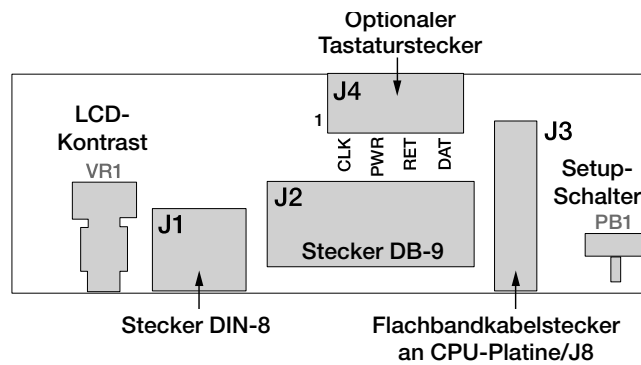 Optionaler
Tastaturstecker
J4
1
CLK
PWR
RET
DAT
LCD-
Kontrast
VR1
J3
Setup-
Schalter
PB1
J1
J2
Stecker DB-9
Stecker DIN-8
Flachbandkabelstecker
an CPU-Platine/J8